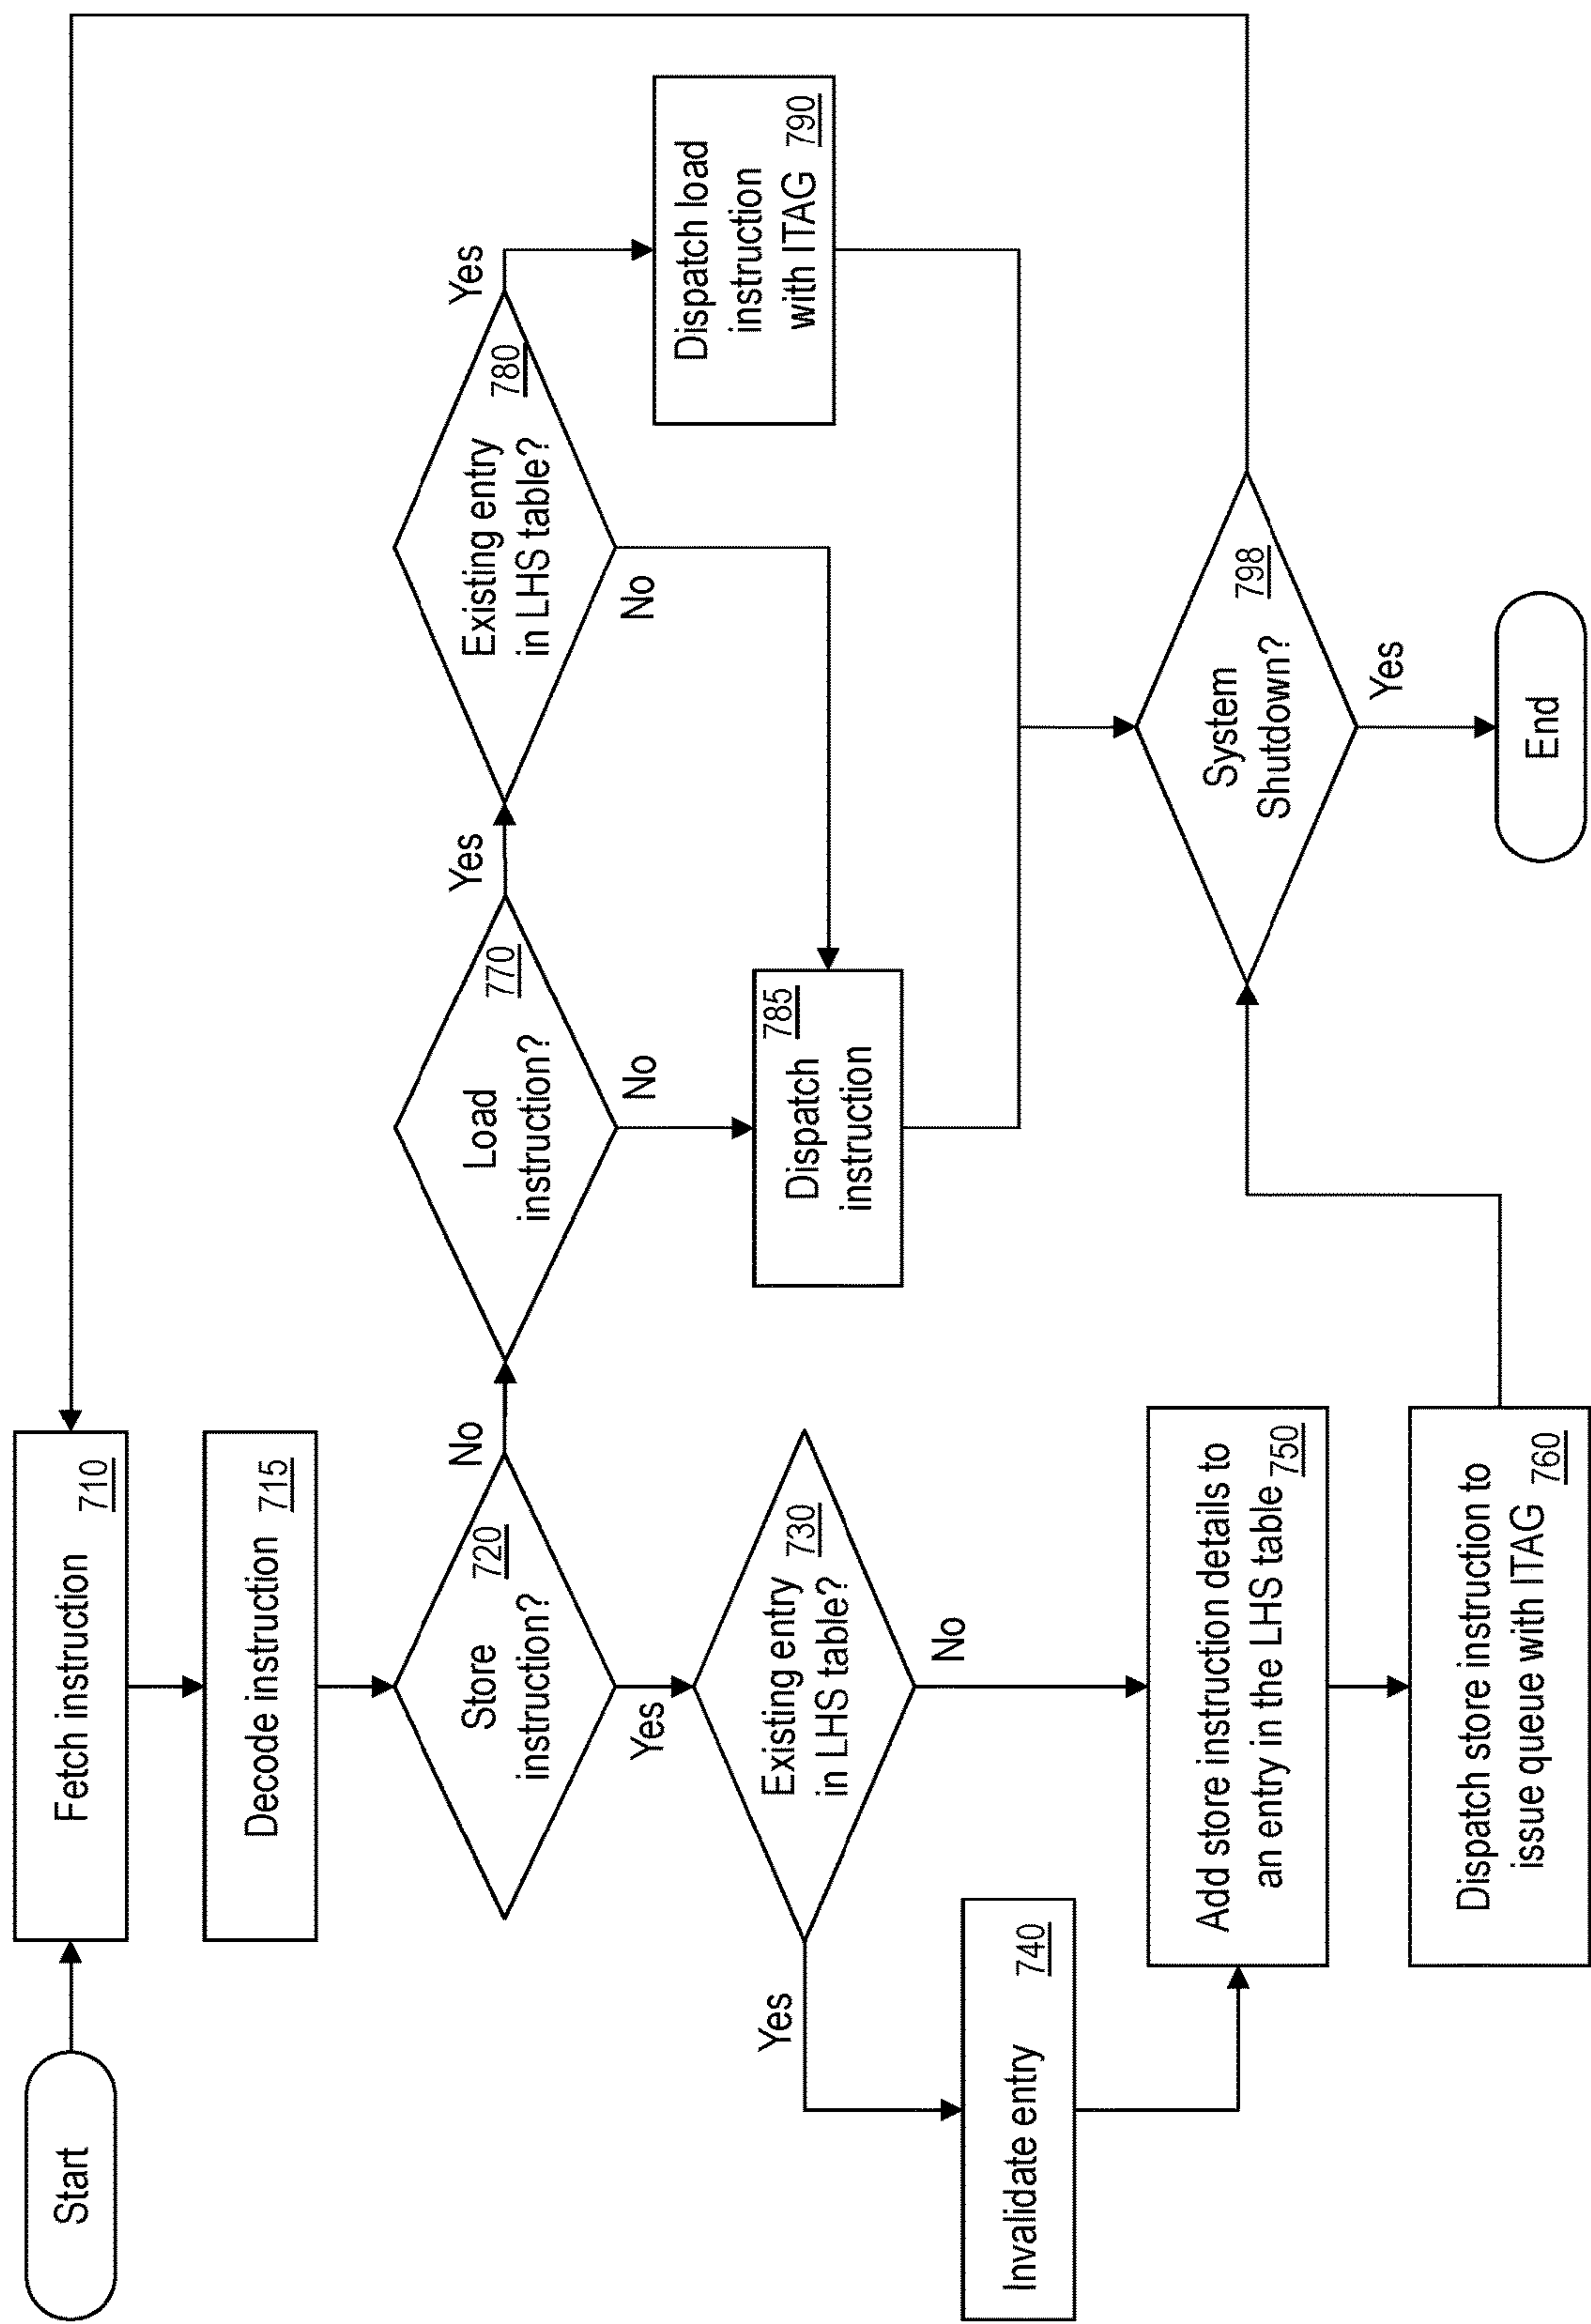 Start
Fetch instruction
710
Decode instruction
715
Store
instruction?
720
No
Yes
Load
instruction?
770
Yes
No
Existing entry
in LHS table?
780
Yes
No
Dispatch load
instruction
with ITAG
790
Dispatch
instruction
785
Existing entry
in LHS table?
730
Yes
No
Invalidate entry
740
Add store instruction details to
an entry in the LHS table
750
Dispatch store instruction to
issue queue with ITAG
760
System
Shutdown?
798
Yes
End